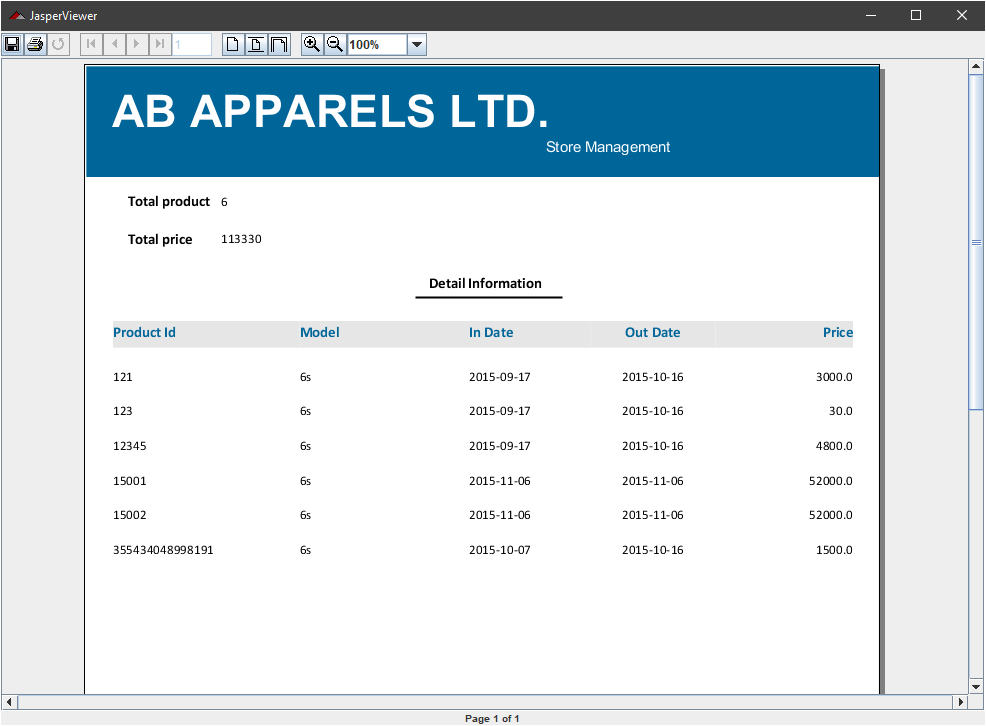 JasperViewer
1
100%
AB APPARELS LTD.
Store Management
Total product 6
Total price 113330
Detail Information
Product Id Model In Date Out Date Price
121 6s 2015-09-17 2015-10-16 3000.0
123 6s 2015-09-17 2015-10-16 30.0
12345 6s 2015-09-17 2015-10-16 4800.0
15001 6s 2015-11-06 2015-11-06 52000.0
15002 6s 2015-11-06 2015-11-06 52000.0
355434048998191 6s 2015-10-07 2015-10-16 1500.0
Page 1 of 1